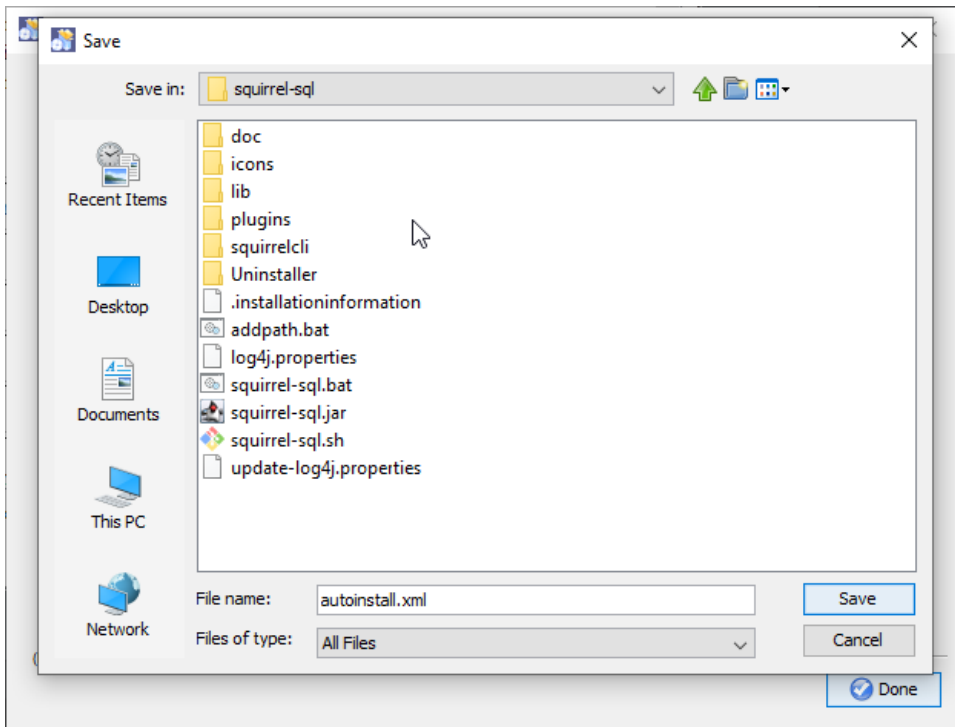 Save
Save in:
squirrel-sql
Recent Items
Desktop
Documents
This PC
Network
doc
icons
lib
plugins
squirrelcli
Uninstaller
.installationinformation
addpath.bat
log4j.properties
squirrel-sql.bat
squirrel-sql.jar
squirrel-sql.sh
update-log4j.properties
File name:
autoinstall.xml
Save
Files of type:
All Files
Cancel
Done